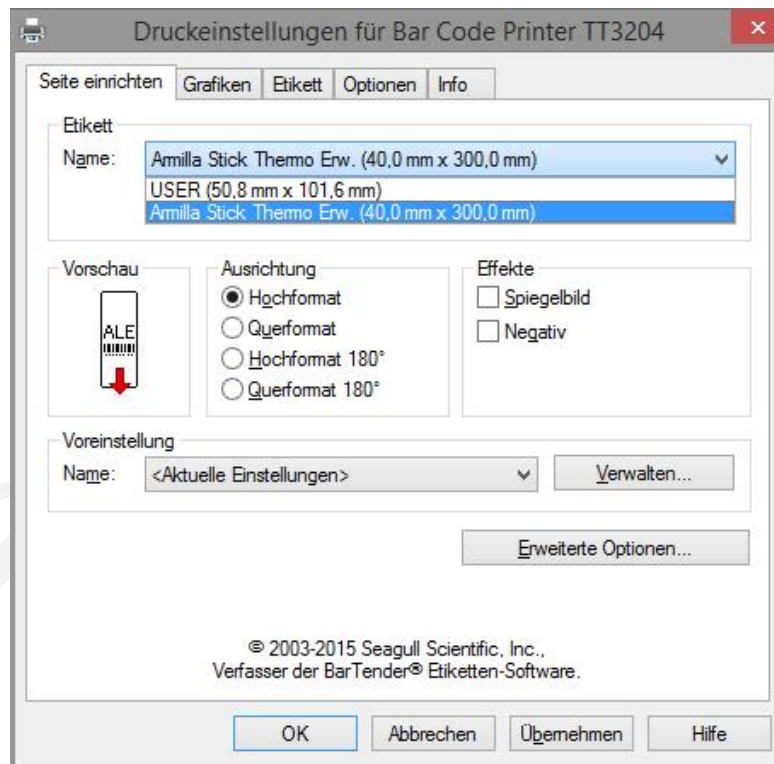 Druckeinstellungen für Bar Code Printer TT3204
Seite einrichten Grafiken Etikett Optionen Info
Etikett
Name: Armilla Stick Thermo Erw. (40,0 mm x 300,0 mm)
USER (50,8 mm x 101,6 mm)
Armilla Stick Thermo Erw. (40,0 mm x 300,0 mm)
Vorschau Ausrichtung Effekte
ALE
Hochformat Spiegelbild
Querformat Negativ
Hochformat 180°
Querformat 180°
Voreinstellung
Name: <Aktuelle Einstellungen> Verwalten...
Erweiterte Optionen...
© 2003-2015 Seagull Scientific, Inc.,
Verfasser der BarTender® Etiketten-Software.
OK Abbrechen Übernehmen Hilfe